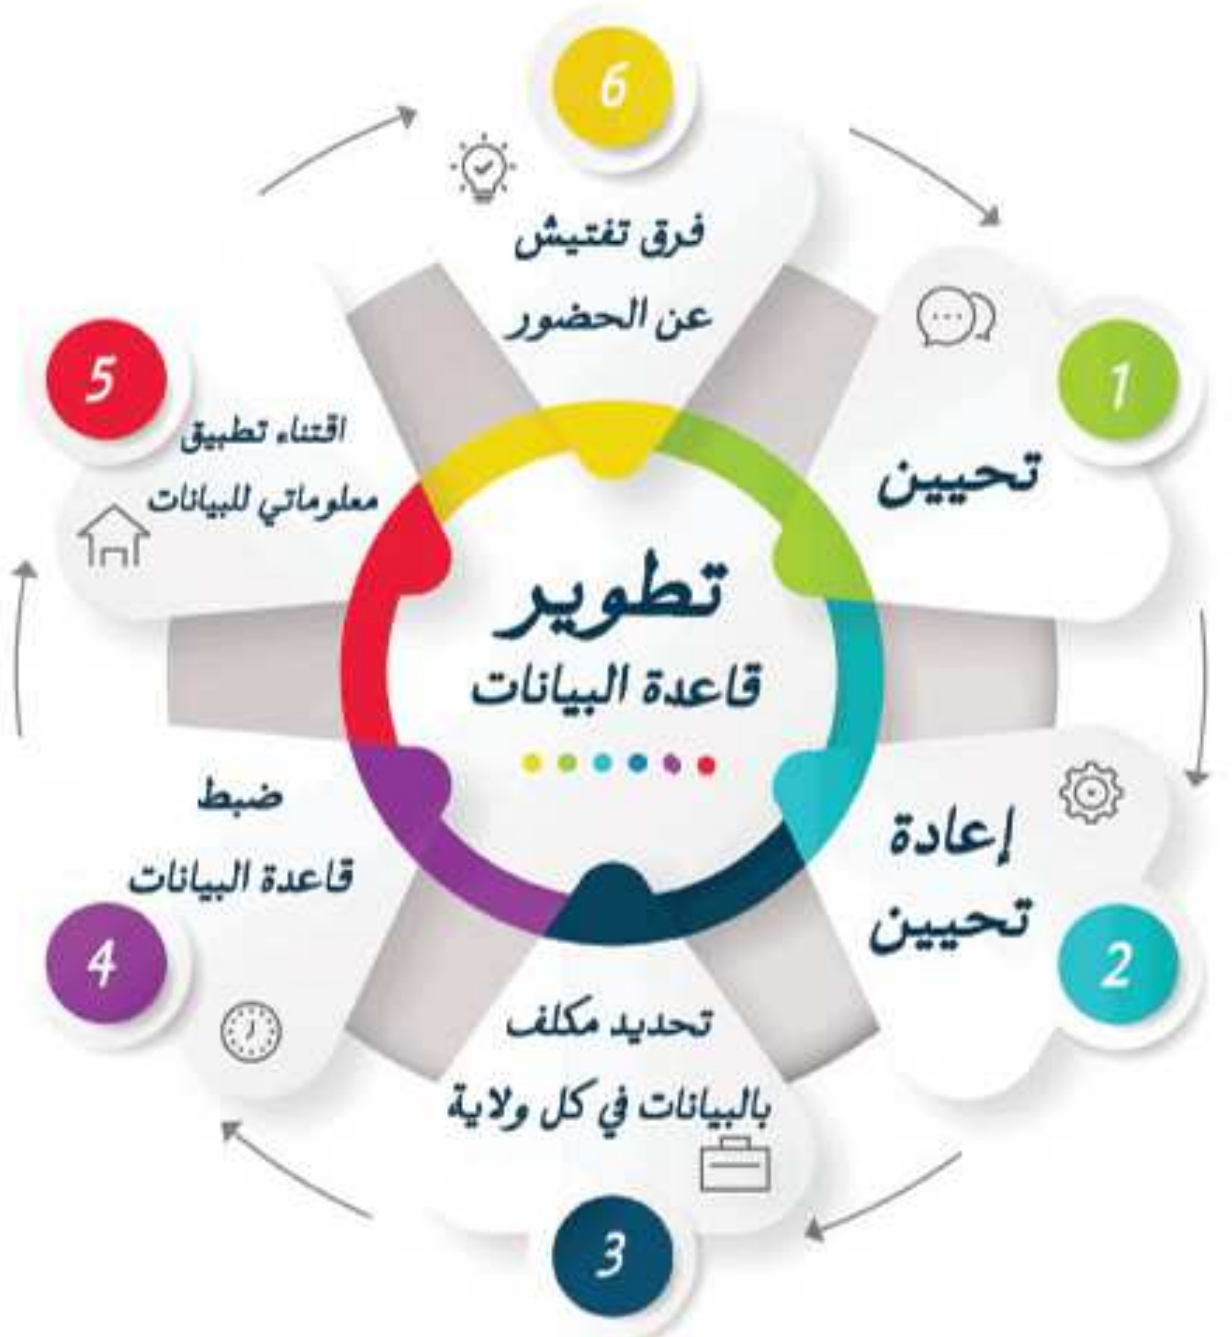 تطوير
قاعدة البيانات
1
تحيين
2
إعادة
تحيين
3
تحديد مكلف
بالبيانات في كل ولاية
4
ضبط
قاعدة البيانات
5
اقتناء تطبيق
معلوماتي للبيانات
6
فرق تفتيش
عن الحضور